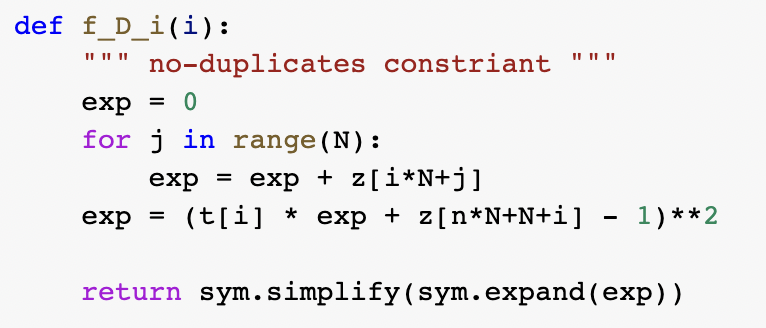 def f_D_i(i):
    """ no-duplicates constriant """
    exp = 0
    for j in range(N):
        exp = exp + z[i*N+j]
    exp = (t[i] * exp + z[n*N+N+i] - 1)**2
    return sym.simplify(sym.expand(exp))